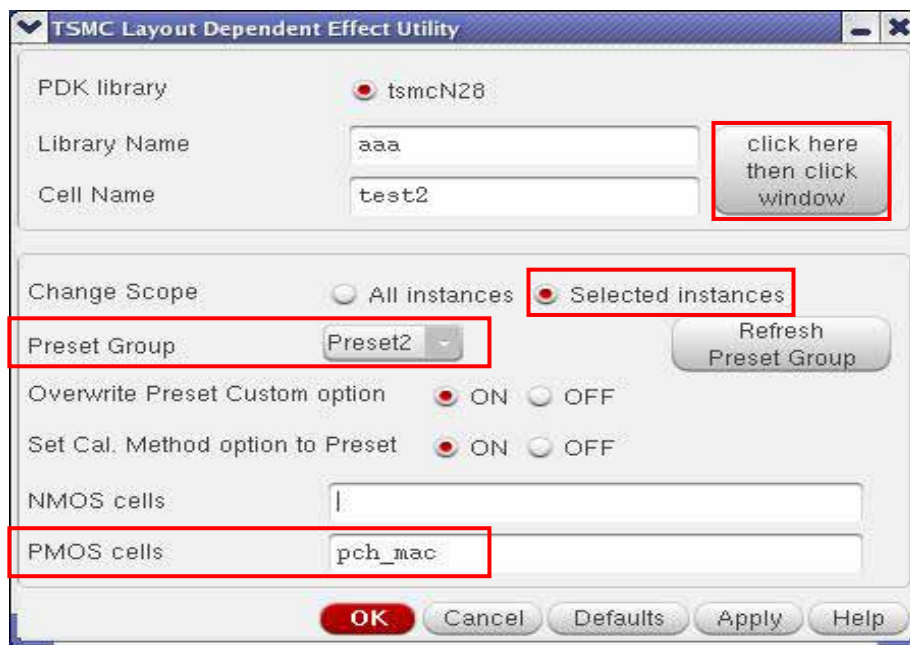 TSMC Layout Dependent Effect Utility
PDK library tsmcN28
Library Name aaa
Cell Name test2
click here
then click
window
Change Scope All instances Selected instances
Preset Group Preset2
Refresh
Preset Group
Overwrite Preset Custom option ON OFF
Set Cal. Method option to Preset ON OFF
NMOS cells
PMOS cells pch_mac
OK Cancel Defaults Apply Help